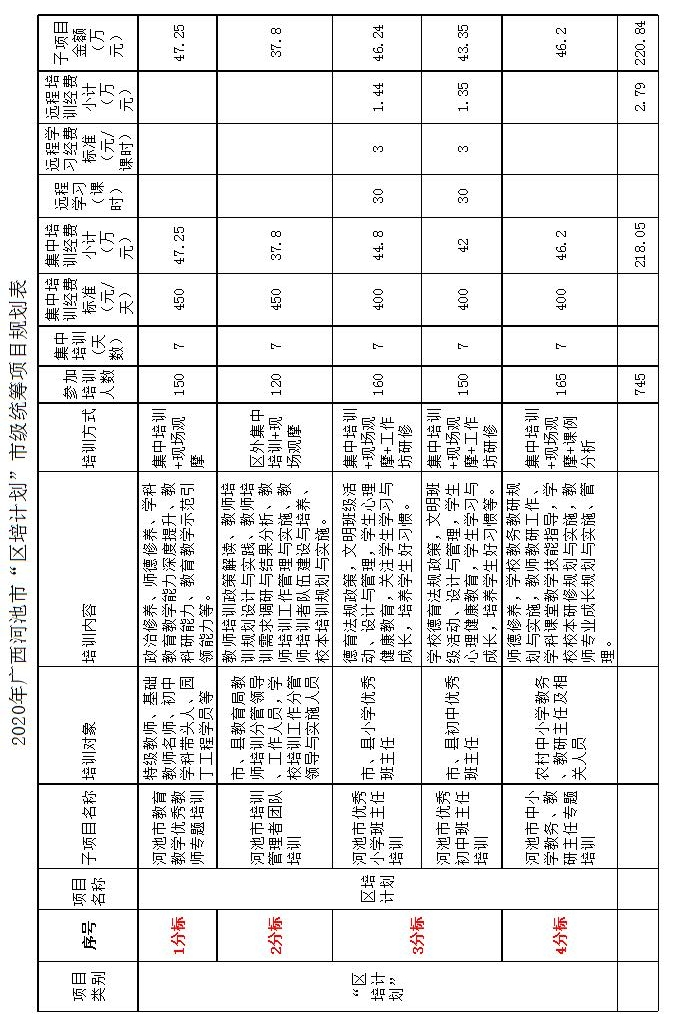 2020年广西河池市“区培计划”市级统筹项目规划表
项目
类别
序号
项目
名称
子项目名称
培训对象
培训内容
培训方式
参加
培训
人数
集中
培训
（天
数）
集中培
训经费
标准
（元/
天）
集中培
训经费
小计
（万
元）
远程
学习
（课
时）
远程学
习经费
标准
（元/
课时）
远程培
训经费
小计
（万
元）
子项目
金额
（万
元）
“区
培计
划”
1分标
区培
计划
河池市教育
教学优秀教
师专题培训
特级教师、基础
教师名师、初中
学科带头人、园
丁工程学员等
政治修养、师德修养、学科
教育教学能力深度提升、教
科研能力、教育教学示范引
领能力等。
集中培训
+现场观
摩
150
7
450
47.25
47.25
2分标
河池市培训
管理者团队
培训
市、县教育局教
师培训分管领导
、工作人员，学
校培训工作分管
领导与实施人员
教师培训政策解读、教师培
训规划设计与实践、教师培
训需求调研与结果分析、教
师培训工作管理与实施、教
师培训者队伍建设与培养、
校本培训规划与实施。
区外集中
培训+现
场观摩
120
7
450
37.8
37.8
3分标
河池市优秀
小学班主任
培训
市、县小学优秀
班主任
德育法规政策，文明班级活
动、设计与管理，学生心理
健康教育，关注学生学习与
成长，培养学生好习惯。
集中培训
+现场观
摩+工作
坊研修
160
7
400
44.8
30
3
1.44
46.24
河池市优秀
初中班主任
培训
市、县初中优秀
班主任
学校德育法规政策，文明班
级活动、设计与管理，学生
心理健康教育，学生学习与
成长，培养学生好习惯等。
集中培训
+现场观
摩+工作
坊研修
150
7
400
42
30
3
1.35
43.35
4分标
河池市中小
学教务、教
研主任专题
培训
农村中小学教务
、教研主任及相
关人员
师德修养，学校教务教研规
划与实施，教师教研工作、
学科课堂教学技能指导，学
校校本研修规划与实施，教
师专业成长规划与实施、管
理。
集中培训
+现场观
摩+课例
分析
165
7
400
46.2
46.2
745
218.05
2.79
220.84